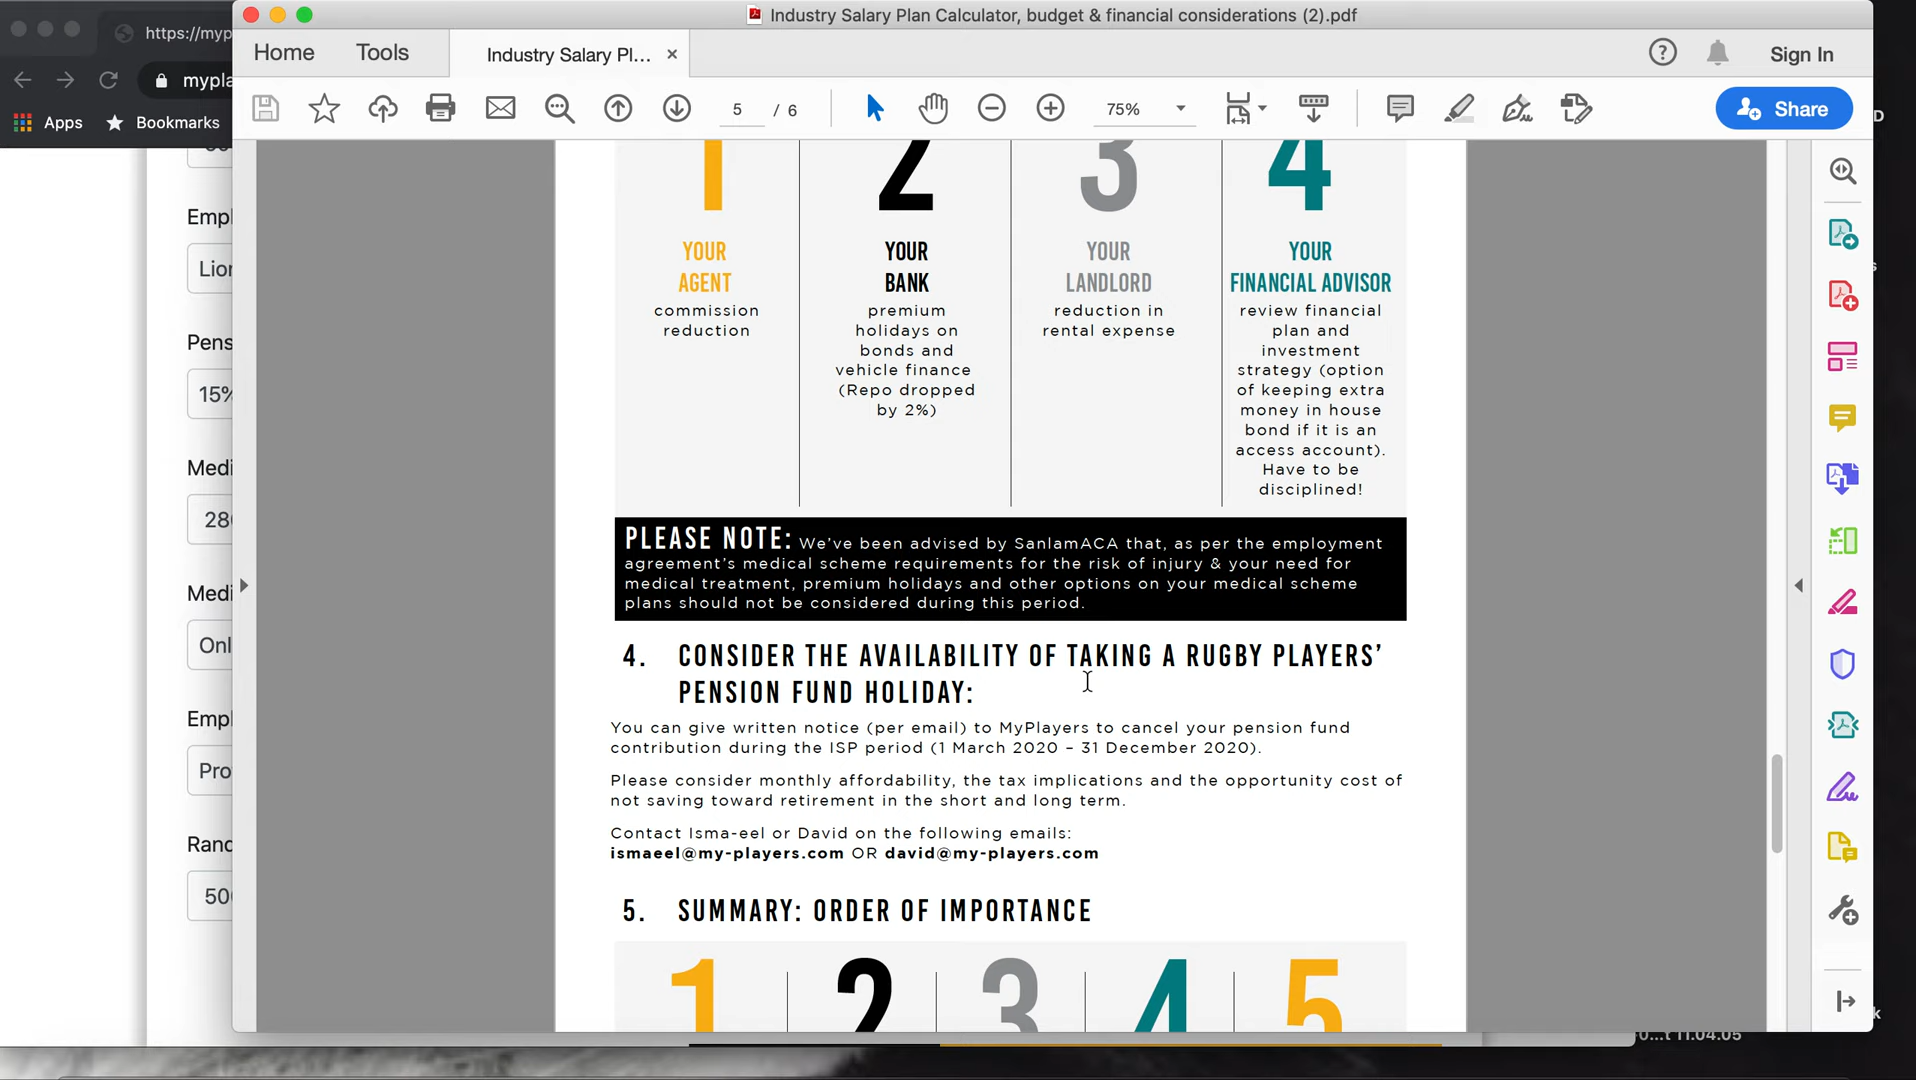 Industry Salary Plan Calculator, budget & financial considerations (2).pdf
https://myp
Home
Tools
Industry Salary Pl...
Sign In
mypla
5 / 6
75%
Share
Apps
Bookmarks
D
1
2
3
4
YOUR
AGENT
commission
reduction
YOUR
BANK
premium
holidays on
bonds and
vehicle finance
(Repo dropped
by 2%)
YOUR
LANDLORD
reduction in
rental expense
YOUR
FINANCIAL ADVISOR
review financial
plan and
investment
strategy (option
of keeping extra
money in house
bond if it is an
access account).
Have to be
disciplined!
Empl
Lion
Pens
15%
Medi
280
Medi
Onl
Empl
Pro
Rand
500
PLEASE NOTE: We've been advised by SanlamACA that, as per the employment
agreement's medical scheme requirements for the risk of injury & your need for
medical treatment, premium holidays and other options on your medical scheme
plans should not be considered during this period.
4. CONSIDER THE AVAILABILITY OF TAKING A RUGBY PLAYERS'
PENSION FUND HOLIDAY:
You can give written notice (per email) to MyPlayers to cancel your pension fund
contribution during the ISP period (1 March 2020 – 31 December 2020).
Please consider monthly affordability, the tax implications and the opportunity cost of
not saving toward retirement in the short and long term.
Contact Isma-eel or David on the following emails:
ismaeel@my-players.com OR david@my-players.com
5. SUMMARY: ORDER OF IMPORTANCE
1
2
3
4
5
k
0...t 11.04.05